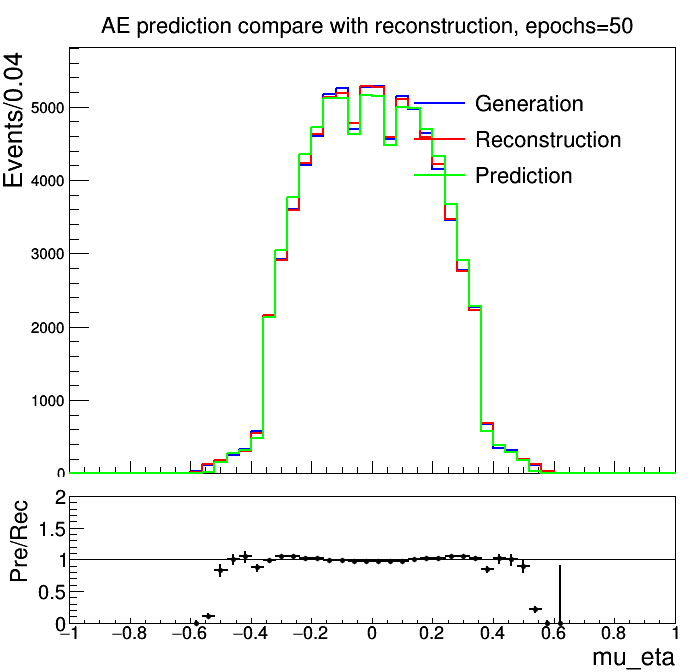 AE prediction compare with reconstruction, epochs=50
Events/0.04
5000
4000
3000
2000
1000
0
Generation
Reconstruction
Prediction
Pre/Rec
2
1.5
1
0.5
0
−1 −0.8 −0.6 −0.4 −0.2 0 0.2 0.4 0.6 0.8 1
mu_eta